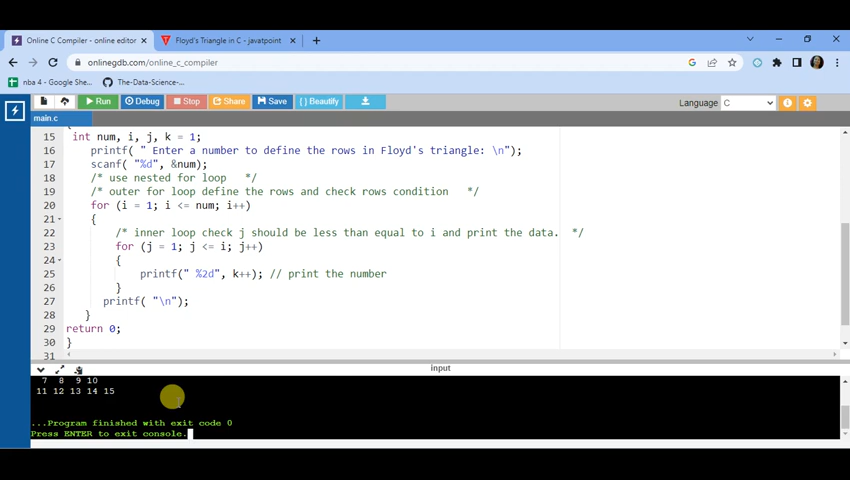 Online C Compiler - online editor
Floyd's Triangle in C - javatpoint
onlinegdb.com/online_c_compiler
nba 4 - Google She...
The-Data-Science-...
Run
Debug
Stop
Share
Save
{ } Beautify
Language C
main.c
{
15 int num, i, j, k = 1;
16 printf( " Enter a number to define the rows in Floyd's triangle: \n");
17 scanf( "%d", &num);
18 /* use nested for loop */
19 /* outer for loop define the rows and check rows condition */
20 for (i = 1; i <= num; i++)
21 {
22 /* inner loop check j should be less than equal to i and print the data. */
23 for (j = 1; j <= i; j++)
24 {
25 printf(" %2d", k++); // print the number
26 }
27 printf( "\n");
28 }
29 return 0;
30 }
31
input
7 8 9 10
11 12 13 14 15
...Program finished with exit code 0
Press ENTER to exit console.